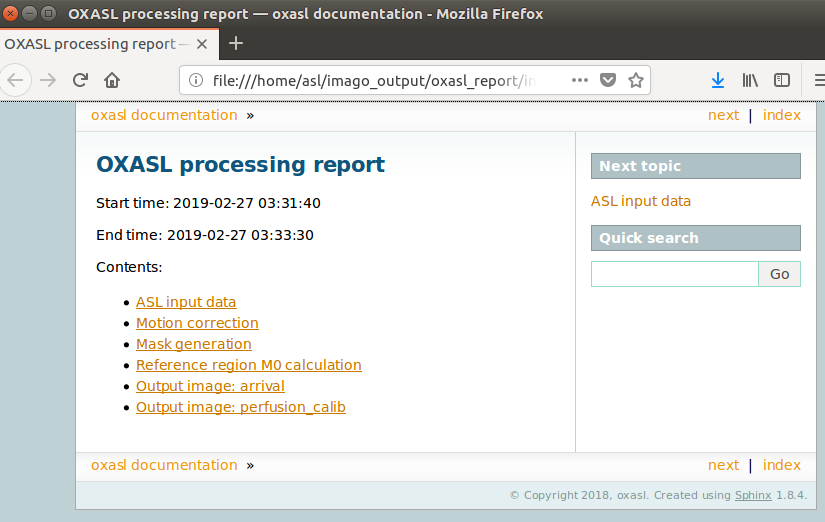 OXASL processing report — oxasl documentation - Mozilla Firefox
OXASL processing report —
file:///home/asl/imago_output/oxasl_report/in
oxasl documentation »
next | index
OXASL processing report
Start time: 2019-02-27 03:31:40
End time: 2019-02-27 03:33:30
Contents:
ASL input data
Motion correction
Mask generation
Reference region M0 calculation
Output image: arrival
Output image: perfusion_calib
Next topic
ASL input data
Quick search
Go
oxasl documentation »
next | index
© Copyright 2018, oxasl. Created using Sphinx 1.8.4.